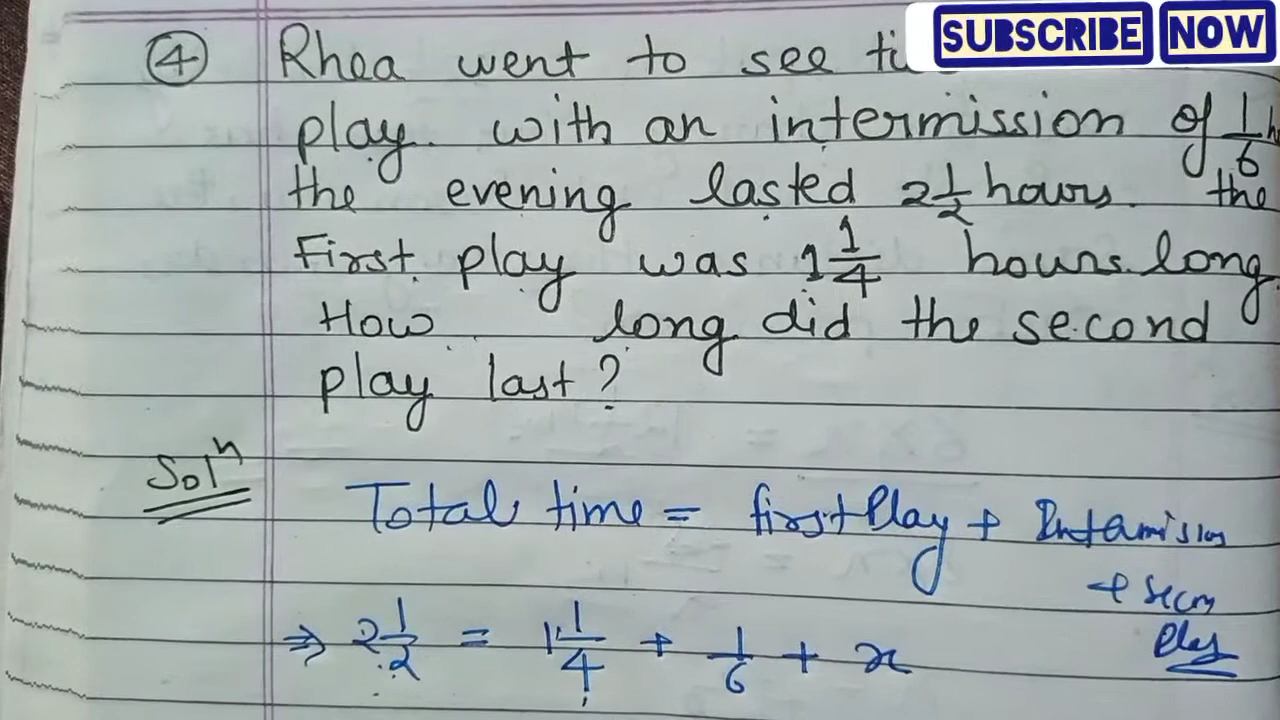 SUBSCRIBE NOW
④ Rhea went to see
play. with an intermission of 1/6
the evening lasted 2 1/2 hours. the
First play was 1 1/4 hours long.
How long did the second
play last?
Solⁿ
Total time = first Play + Intamision
+ Secn
Play
⇒ 2 1/2 = 1 1/4 + 1/6 + x